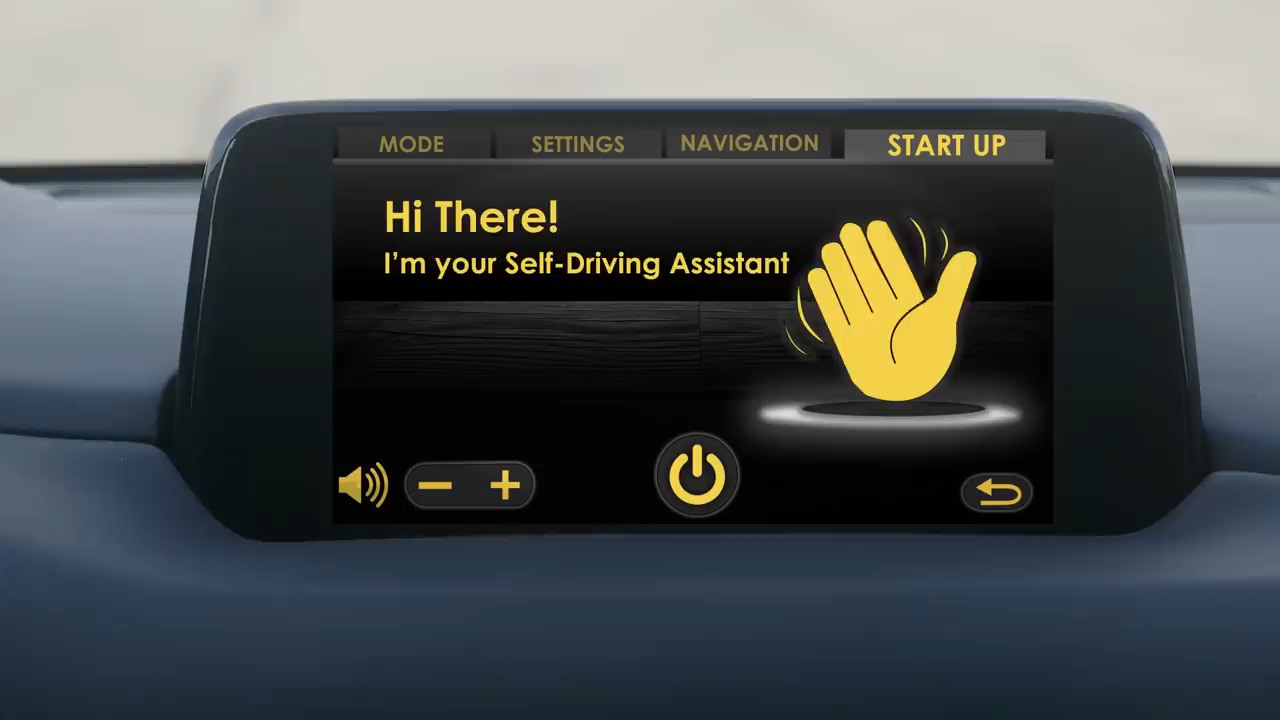 MODE
SETTINGS
NAVIGATION
START UP
Hi There!
I'm your Self-Driving Assistant